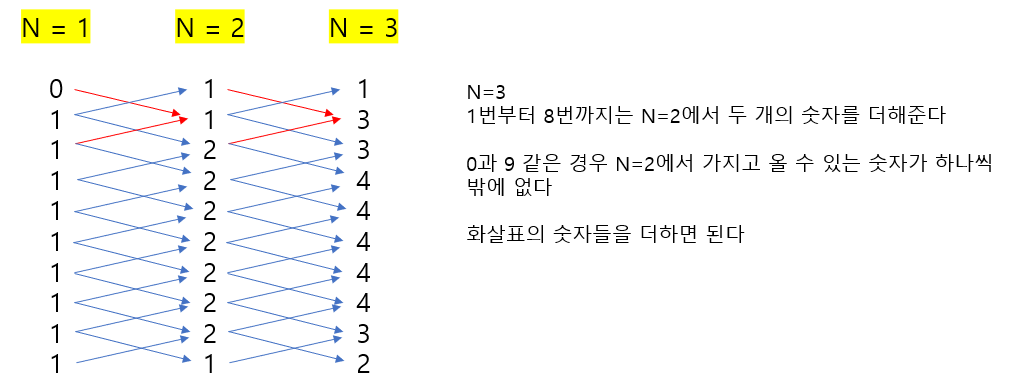 N = 1 N = 2 N = 3
0 1 1
1 1 3
1 2 3
1 2 4
1 2 4
1 2 4
1 2 4
1 2 4
1 2 3
1 1 2
N=3
1번부터 8번까지는 N=2에서 두 개의 숫자를 더해준다
0과 9 같은 경우 N=2에서 가지고 올 수 있는 숫자가 하나씩
밖에 없다
화살표의 숫자들을 더하면 된다